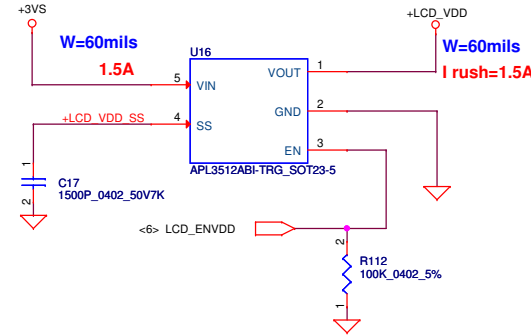 +3VS
+LCD_VDD
W=60mils
U16
W=60mils
1.5A
VOUT
1
I rush=1.5A
5
VIN
GND
2
+LCD_VDD_SS
4
SS
EN
3
1
APL3512ABI-TRG_SOT23-5
C17
1500P_0402_50V7K
2
<6> LCD_ENVDD
2
R112
100K_0402_5%
1